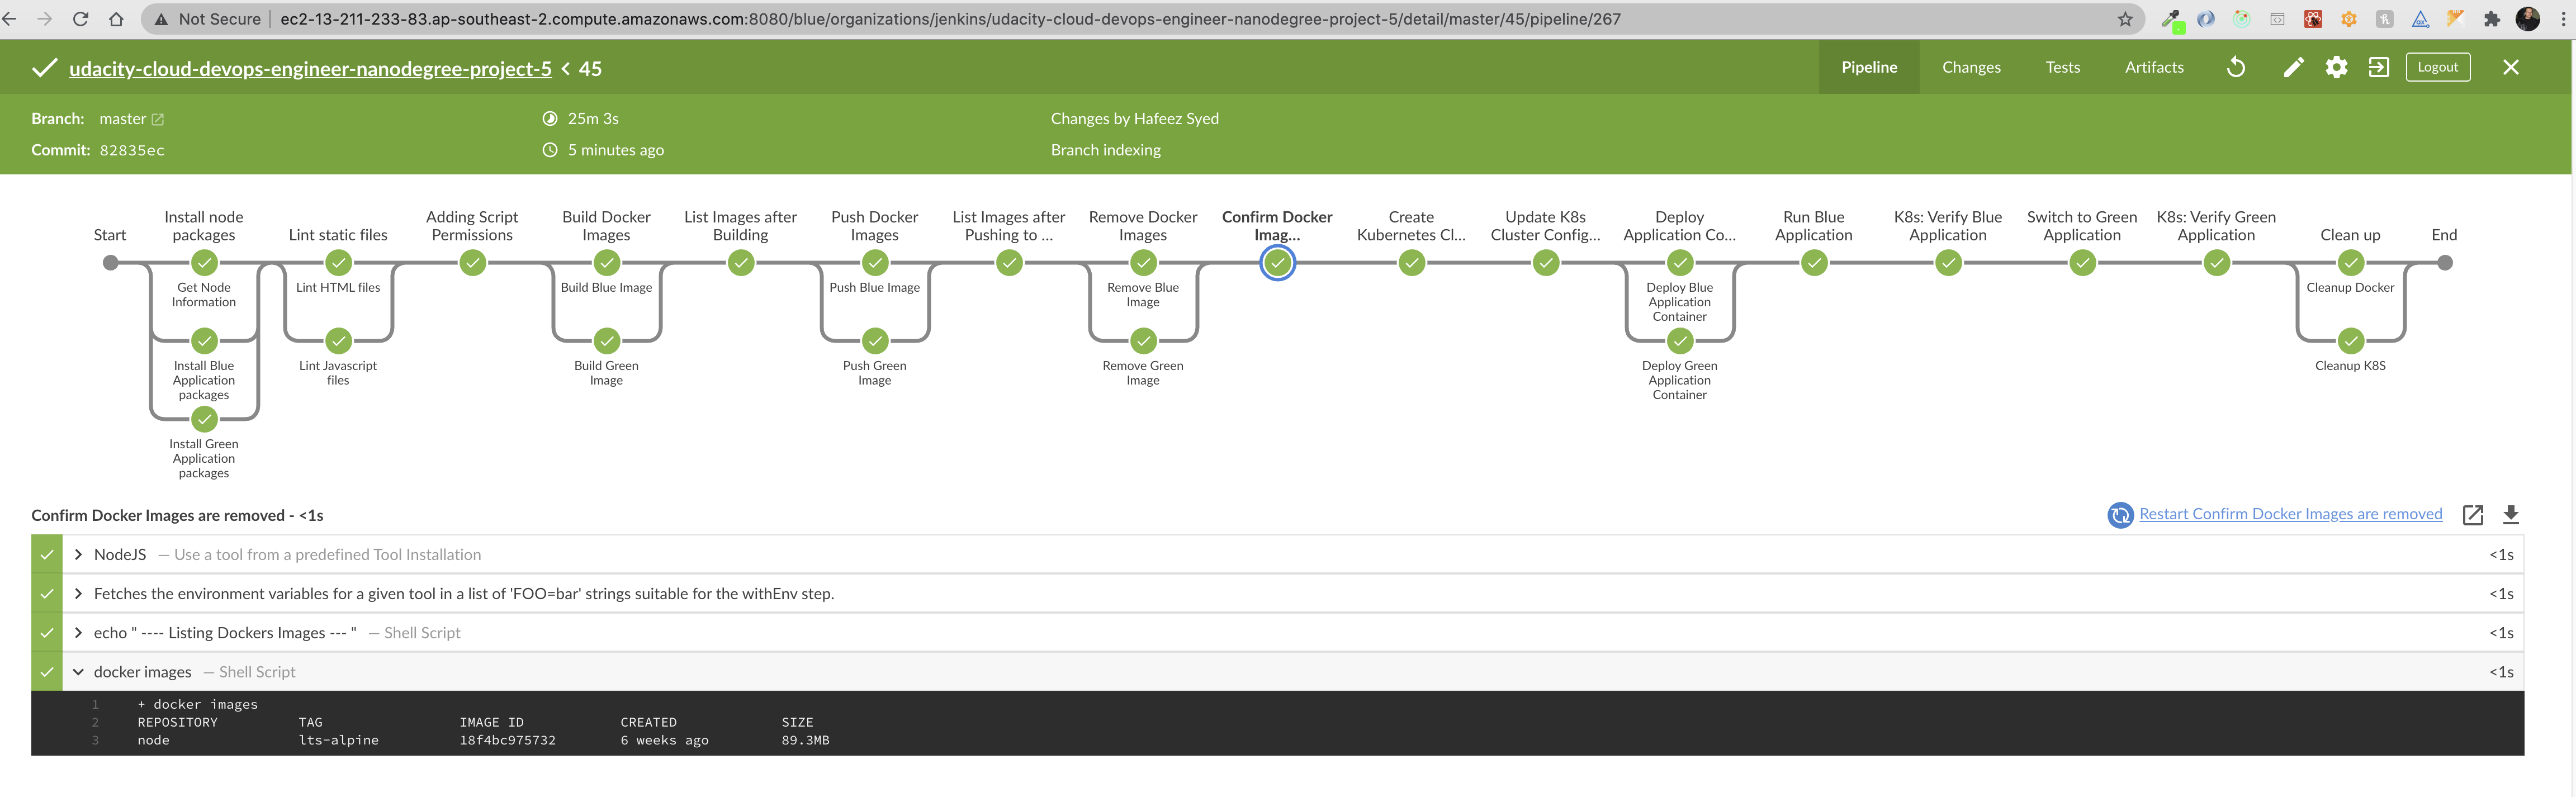 Not Secure | ec2-13-211-233-83.ap-southeast-2.compute.amazonaws.com:8080/blue/organizations/jenkins/udacity-cloud-devops-engineer-nanodegree-project-5/detail/master/45/pipeline/267
udacity-cloud-devops-engineer-nanodegree-project-5 < 45
Pipeline
Changes
Tests
Artifacts
Logout
Branch: master
25m 3s
Changes by Hafeez Syed
Commit: 82835ec
5 minutes ago
Branch indexing
Start
Install node
packages
Lint static files
Adding Script
Permissions
Build Docker
Images
List Images after
Building
Push Docker
Images
List Images after
Pushing to ...
Remove Docker
Images
Confirm Docker
Imag...
Create
Kubernetes Cl...
Update K8s
Cluster Config...
Deploy
Application Co...
Run Blue
Application
K8s: Verify Blue
Application
Switch to Green
Application
K8s: Verify Green
Application
Clean up
End
Get Node
Information
Lint HTML files
Build Blue Image
Push Blue Image
Remove Blue
Image
Deploy Blue
Application
Container
Cleanup Docker
Install Blue
Application
packages
Lint Javascript
files
Build Green
Image
Push Green
Image
Remove Green
Image
Deploy Green
Application
Container
Cleanup K8S
Install Green
Application
packages
Confirm Docker Images are removed - <1s
Restart Confirm Docker Images are removed
NodeJS — Use a tool from a predefined Tool Installation <1s
Fetches the environment variables for a given tool in a list of 'FOO=bar' strings suitable for the withEnv step. <1s
echo " ---- Listing Dockers Images --- " — Shell Script <1s
docker images — Shell Script <1s
1 + docker images
2 REPOSITORY TAG IMAGE ID CREATED SIZE
3 node lts-alpine 18f4bc975732 6 weeks ago 89.3MB